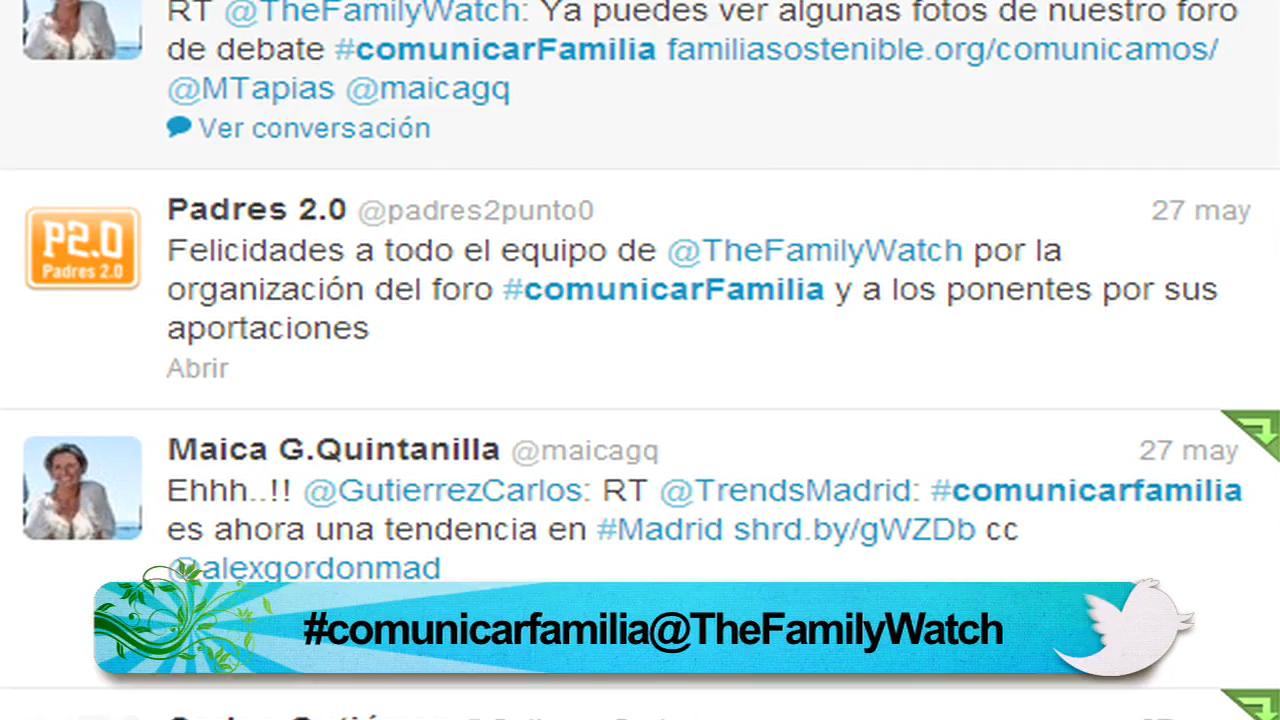 RT @TheFamilyWatch: Ya puedes ver algunas fotos de nuestro foro
de debate #comunicarFamilia familiasostenible.org/comunicamos/
@MTapias @maicagq
Ver conversación
Padres 2.0 @padres2punto0 27 may
P2.0
Padres 2.0
Felicidades a todo el equipo de @TheFamilyWatch por la
organización del foro #comunicarFamilia y a los ponentes por sus
aportaciones
Abrir
Maica G.Quintanilla @maicagq 27 may
Ehhh..!! @GutierrezCarlos: RT @TrendsMadrid: #comunicarfamilia
es ahora una tendencia en #Madrid shrd.by/gWZDb cc
@alexgordonmad
#comunicarfamilia@TheFamilyWatch